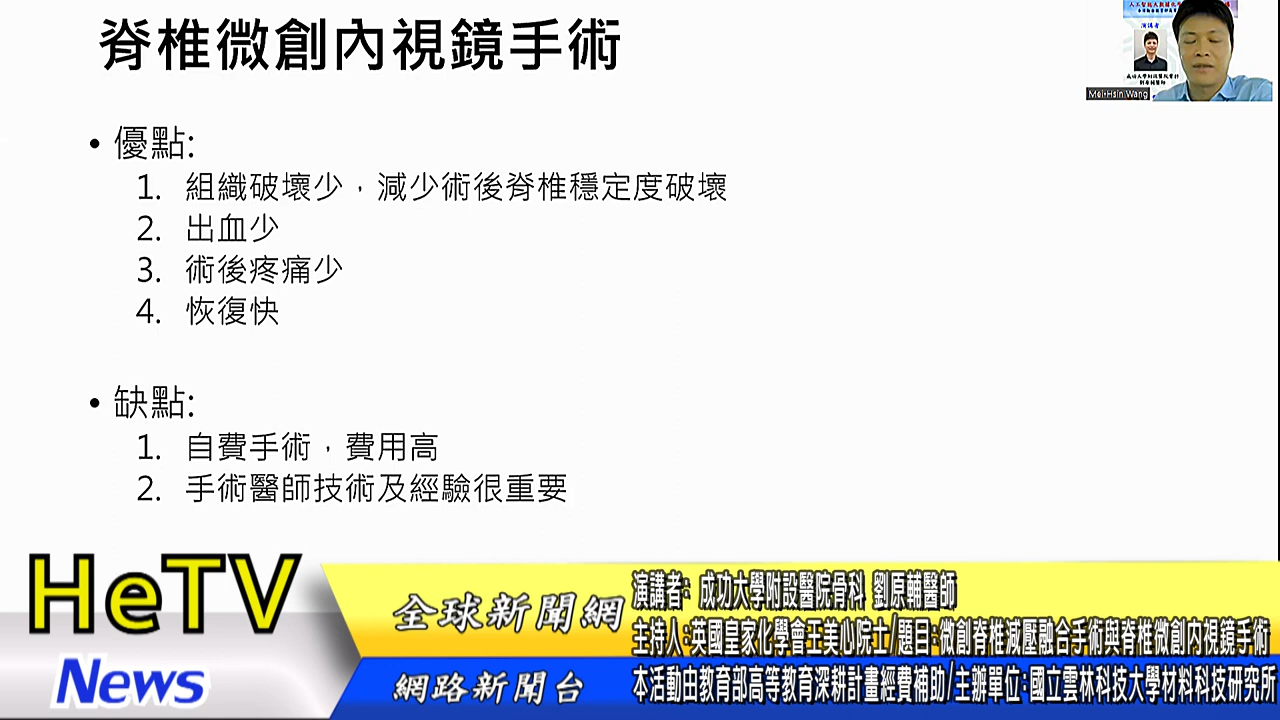 脊椎微創內視鏡手術
• 優點:
1. 組織破壞少，減少術後脊椎穩定度破壞
2. 出血少
3. 術後疼痛少
4. 恢復快
• 缺點:
1. 自費手術，費用高
2. 手術醫師技術及經驗很重要
演講者
Mei-Hsin Wang
HeTV
News
全球新聞網
網路新聞台
演講者: 成功大學附設醫院骨科 劉原輔醫師
主持人:英國皇家化學會王美心院士/題目:微創脊椎減壓融合手術與脊椎微創內視鏡手術
本活動由教育部高等教育深耕計畫經費補助/主辦單位:國立雲林科技大學材料科技研究所